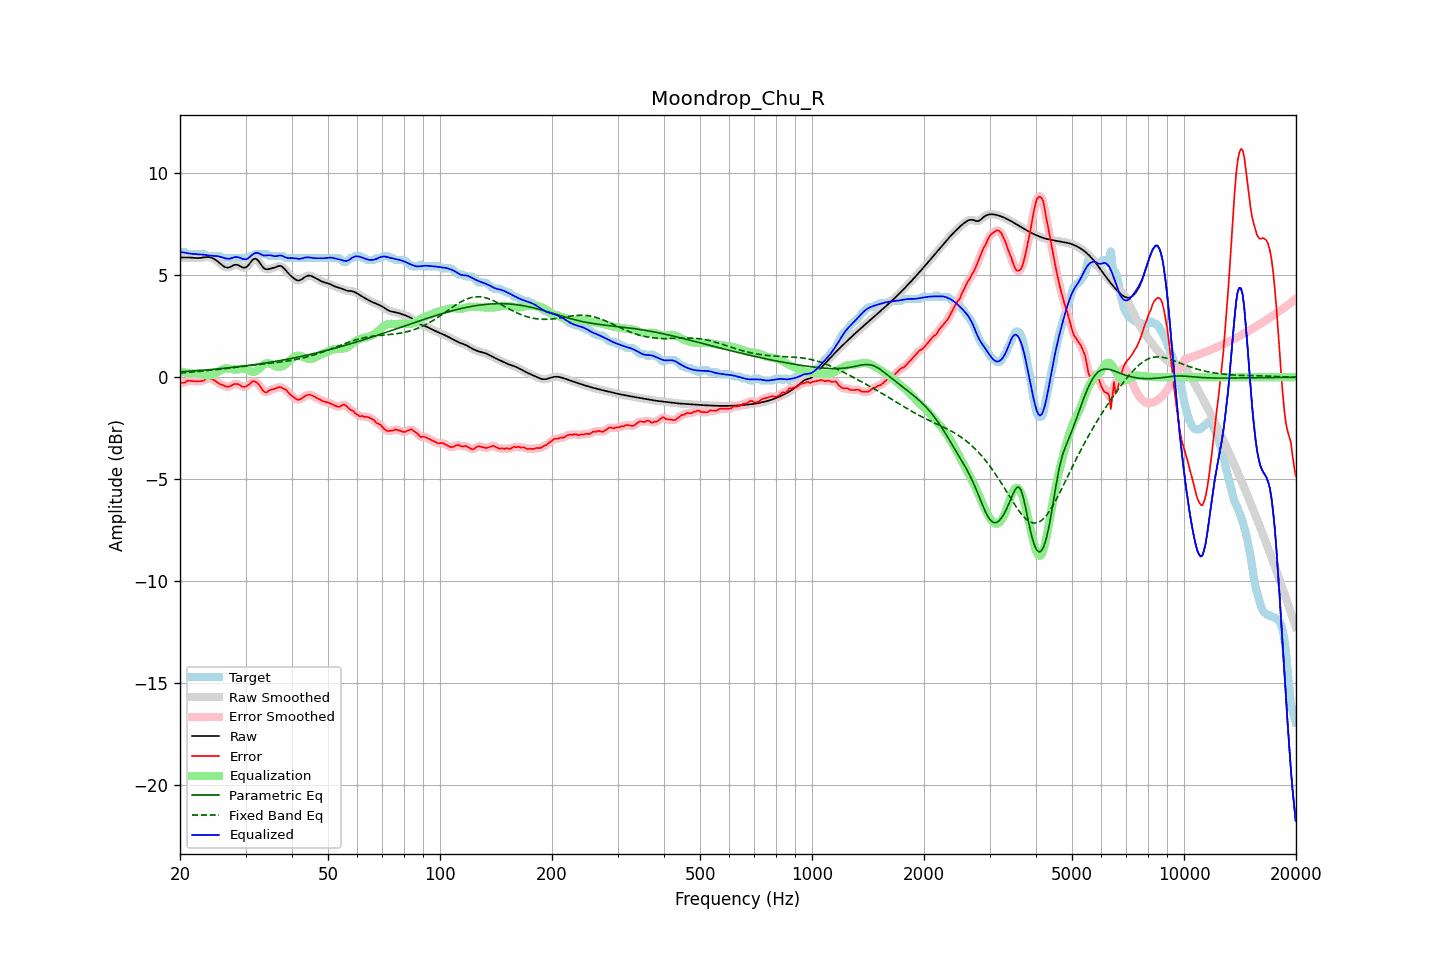 Moondrop_Chu_R
Amplitude (dBr)
10
5
0
−5
−10
−15
−20
Target
Raw Smoothed
Error Smoothed
Raw
Error
Equalization
Parametric Eq
Fixed Band Eq
Equalized
20 50 100 200 500 1000 2000 5000 10000 20000
Frequency (Hz)